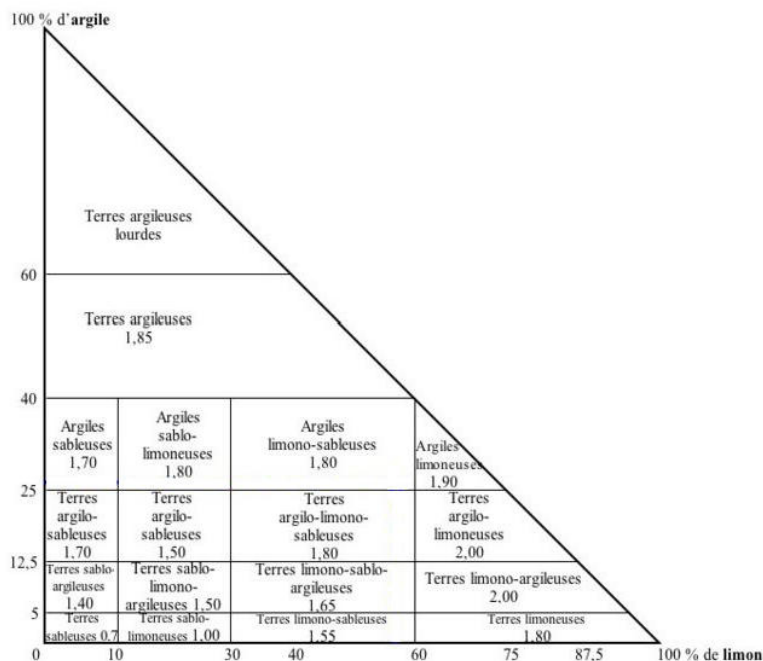 100 % d'argile
Terres argileuses
lourdes
60
Terres argileuses
1,85
40
Argiles
sableuses
1,70
Argiles
sablo-
limoneuses
1,80
Argiles
limono-sableuses
1,80
Argiles
limoneuses
1,90
25
Terres
argilo-
sableuses
1,70
Terres
argilo-
sableuses
1,50
Terres
argilo-limono-
sableuses
1,80
Terres
argilo-
limoneuses
2,00
12,5
Terres sablo-
argileuses
1,40
Terres sablo-
limono-
argileuses 1,50
Terres limono-sablo-
argileuses
1,65
Terres limono-argileuses
2,00
5
Terres
sableuses 0.7
Terres sablo-
limoneuses 1,00
Terres limono-sableuses
1,55
Terres limoneuses
1,80
0 10 30 40 60 75 87,5 100 % de limon